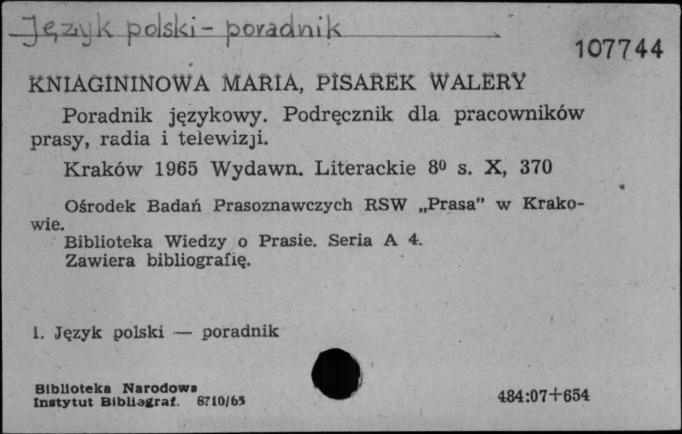 Język polski - poradnik
107744
KNIAGININOWA MARIA, PISAREK WALERY
Poradnik językowy. Podręcznik dla pracowników
prasy, radia i telewizji.
Kraków 1965 Wydawn. Literackie 8º s. X, 370
Ośrodek Badań Prasoznawczych RSW „Prasa” w Krako-
wie.
Biblioteka Wiedzy o Prasie. Seria A 4.
Zawiera bibliografię.
1. Język polski — poradnik
Biblioteka Narodowa
Instytut Bibliograf. 8710/65
484:07+654